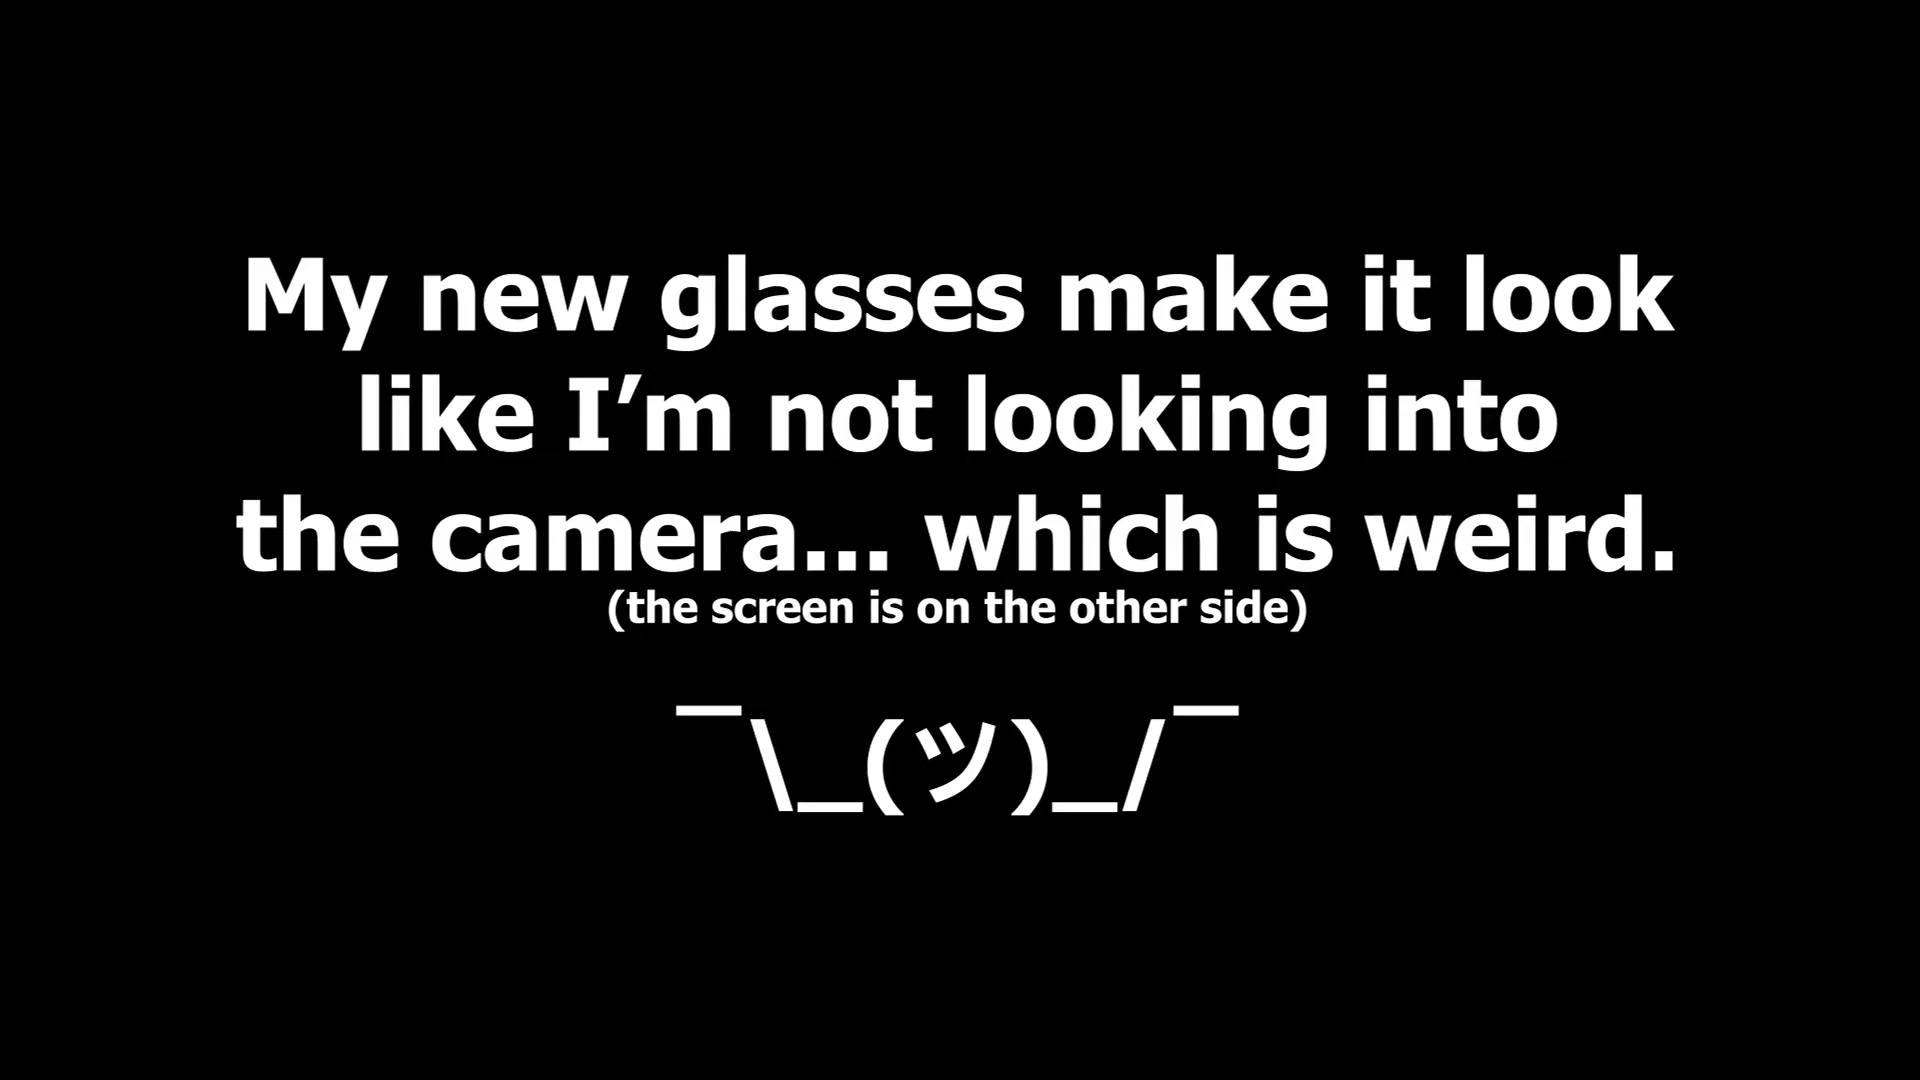 My new glasses make it look
like I’m not looking into
the camera... which is weird.
(the screen is on the other side)
¯\_(ツ)_/¯